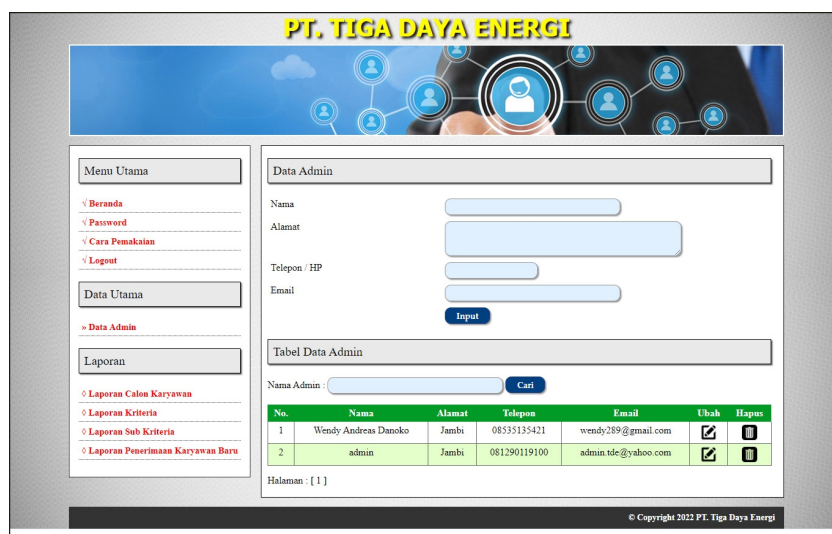 PT. TIGA DAYA ENERGI
Menu Utama
√ Beranda
√ Password
√ Cara Pemakaian
√ Logout
Data Utama
» Data Admin
Laporan
◊ Laporan Calon Karyawan
◊ Laporan Kriteria
◊ Laporan Sub Kriteria
◊ Laporan Penerimaan Karyawan Baru
Data Admin
Nama
Alamat
Telepon / HP
Email
Input
Tabel Data Admin
Nama Admin : Cari
No. Nama Alamat Telepon Email Ubah Hapus
1 Wendy Andreas Danoko Jambi 08535135421 wendy289@gmail.com
2 admin Jambi 081290119100 admin.tde@yahoo.com
Halaman : [ 1 ]
© Copyright 2022 PT. Tiga Daya Energi